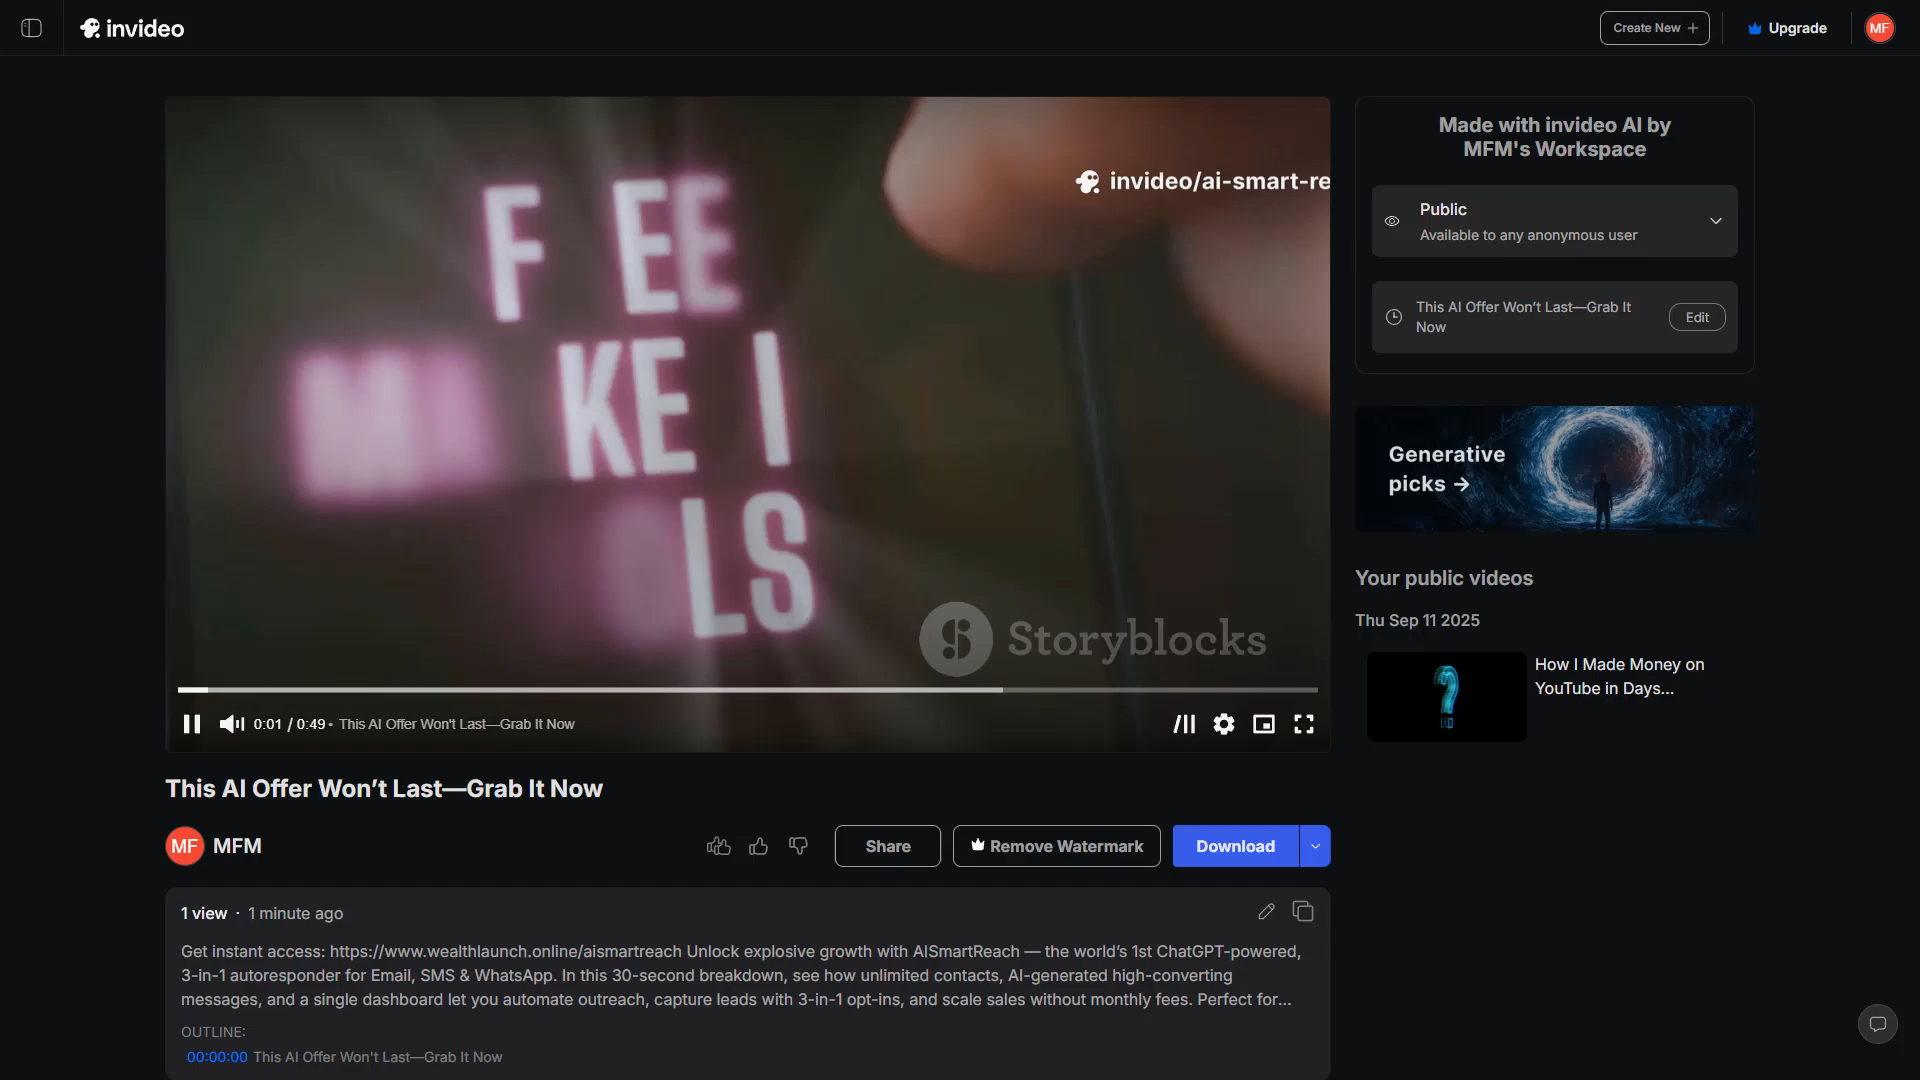 invideo
Create New
Upgrade
MF
F EE
KE I
LS
invideo/ai-smart-re
Storyblocks
0:01 / 0:49 • This AI Offer Won't Last—Grab It Now
Made with invideo AI by
MFM's Workspace
Public
Available to any anonymous user
This AI Offer Won't Last—Grab It
Now
Edit
Generative
picks →
Your public videos
Thu Sep 11 2025
How I Made Money on
YouTube in Days...
This AI Offer Won’t Last—Grab It Now
MF MFM
Share
Remove Watermark
Download
1 view · 1 minute ago
Get instant access: https://www.wealthlaunch.online/aismartreach Unlock explosive growth with AISmartReach — the world’s 1st ChatGPT-powered,
3-in-1 autoresponder for Email, SMS & WhatsApp. In this 30-second breakdown, see how unlimited contacts, AI-generated high-converting
messages, and a single dashboard let you automate outreach, capture leads with 3-in-1 opt-ins, and scale sales without monthly fees. Perfect for...
OUTLINE:
00:00:00 This AI Offer Won't Last—Grab It Now